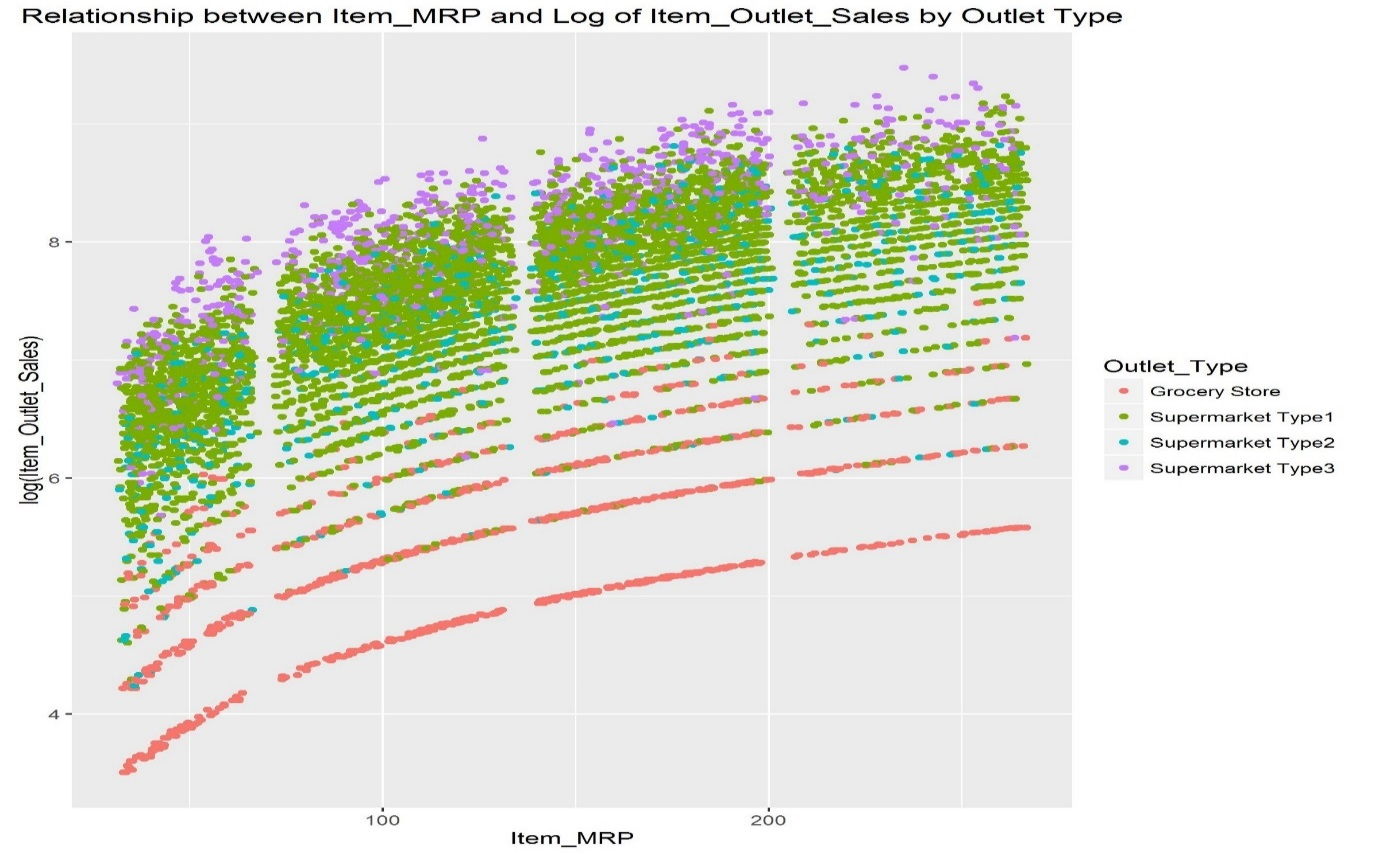 Relationship between Item_MRP and Log of Item_Outlet_Sales by Outlet Type
log(Item_Outlet_Sales)
8
6
4
100
200
Item_MRP
Outlet_Type
Grocery Store
Supermarket Type1
Supermarket Type2
Supermarket Type3